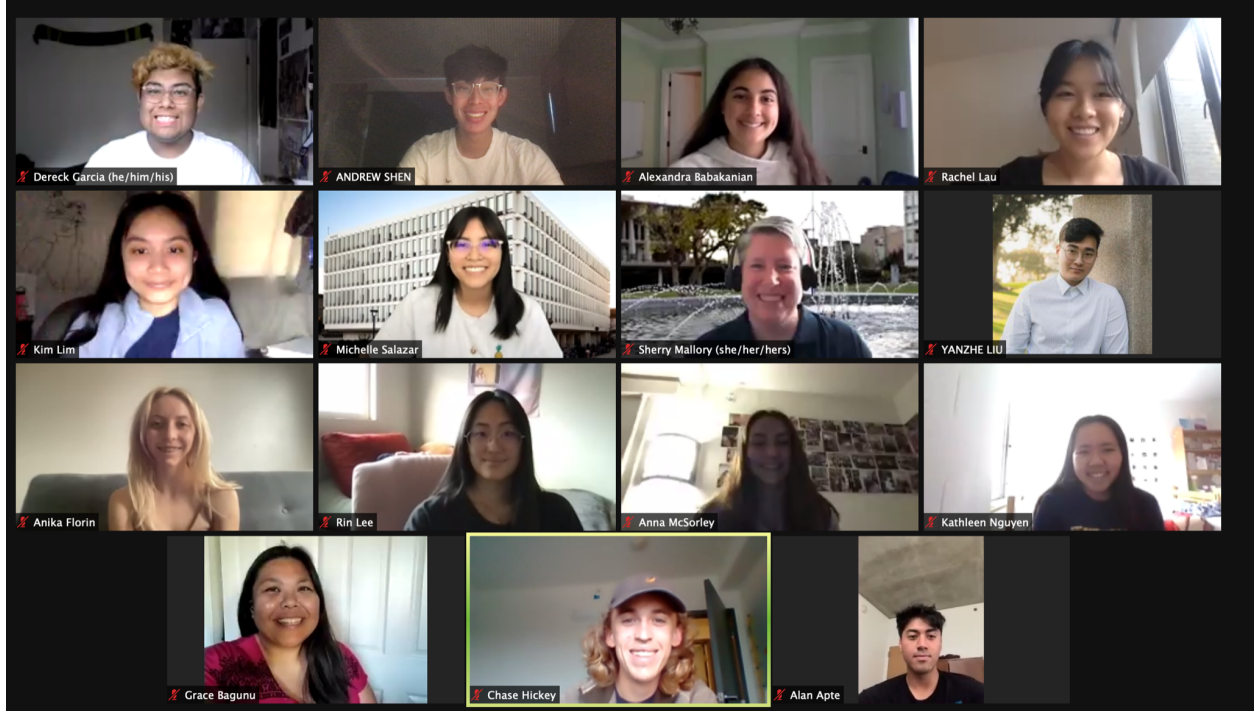 Dereck Garcia (he/him/his)
ANDREW SHEN
Alexandra Babakanian
Rachel Lau
Kim Lim
Michelle Salazar
Sherry Mallory (she/her/hers)
YANZHE LIU
Anika Florin
Rin Lee
Anna McSorley
Kathleen Nguyen
Grace Bagunu
Chase Hickey
Alan Apte